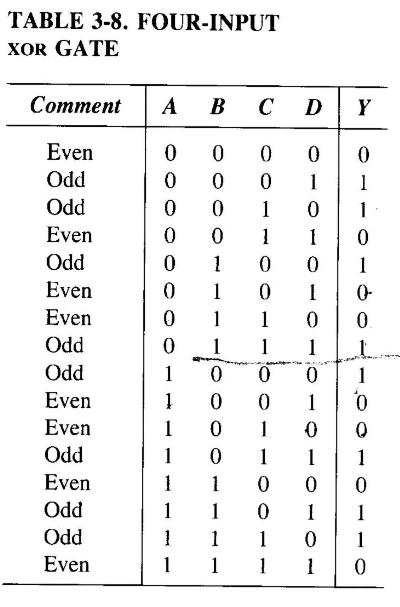 TABLE 3-8. FOUR-INPUT
XOR GATE
Comment A B C D Y
Even 0 0 0 0 0
Odd 0 0 0 1 1
Odd 0 0 1 0 1
Even 0 0 1 1 0
Odd 0 1 0 0 1
Even 0 1 0 1 0
Even 0 1 1 0 0
Odd 0 1 1 1 1
Odd 1 0 0 0 1
Even 1 0 0 1 0
Even 1 0 1 0 0
Odd 1 0 1 1 1
Even 1 1 0 0 0
Odd 1 1 0 1 1
Odd 1 1 1 0 1
Even 1 1 1 1 0